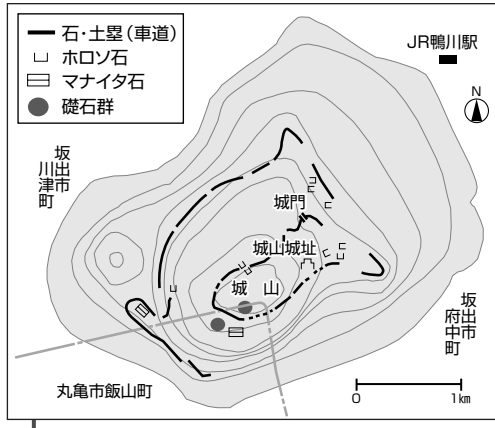 石・土塁(車道)
ホロソ石
マナイタ石
礎石群
JR鴨川駅
N
坂出市
川津町
城門
城山城址
城山
坂出市
府中町
丸亀市飯山町
0 1km